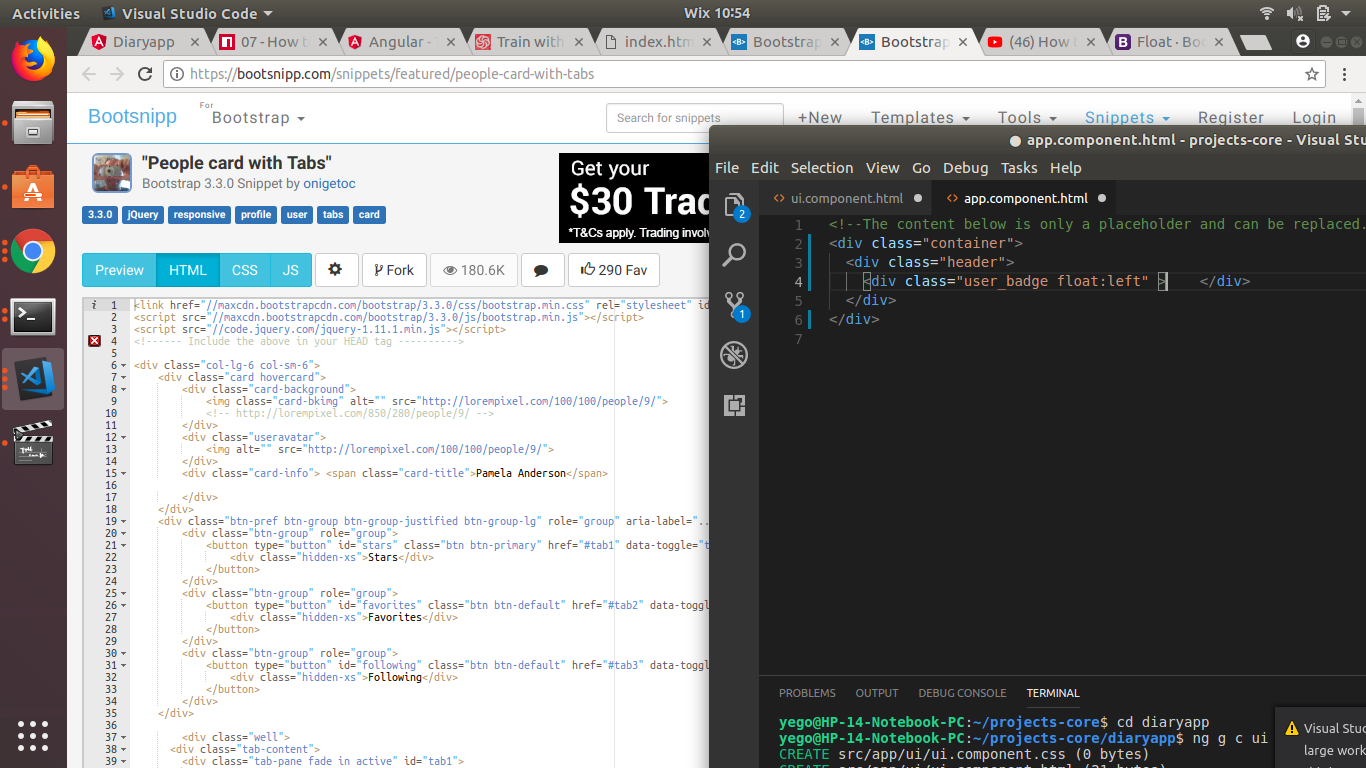 Activities Visual Studio Code Wix 10:54
Diaryapp 07 - How t Angular - Train with index.htm Bootstrap Bootstrap (46) How t Float · Bo
https://bootsnipp.com/snippets/featured/people-card-with-tabs
Bootsnipp For Bootstrap Search for snippets +New Templates Tools Snippets Register Login
"People card with Tabs"
Bootstrap 3.3.0 Snippet by onigetoc
3.3.0 jQuery responsive profile user tabs card
Get your
$30 Trad
*T&Cs apply. Trading involv
Preview HTML CSS JS Fork 180.6K 290 Fav
i 1 <link href="//maxcdn.bootstrapcdn.com/bootstrap/3.3.0/css/bootstrap.min.css" rel="stylesheet" id
2 <script src="//maxcdn.bootstrapcdn.com/bootstrap/3.3.0/js/bootstrap.min.js"></script>
3 <script src="//code.jquery.com/jquery-1.11.1.min.js"></script>
4 <!------ Include the above in your HEAD tag ---------->
5
6 <div class="col-lg-6 col-sm-6">
7 <div class="card hovercard">
8 <div class="card-background">
9 <img class="card-bkimg" alt="" src="http://lorempixel.com/100/100/people/9/">
10 <!-- http://lorempixel.com/850/280/people/9/ -->
11 </div>
12 <div class="useravatar">
13 <img alt="" src="http://lorempixel.com/100/100/people/9/">
14 </div>
15 <div class="card-info"> <span class="card-title">Pamela Anderson</span>
16
17 </div>
18 </div>
19 <div class="btn-pref btn-group btn-group-justified btn-group-lg" role="group" aria-label="..
20 <div class="btn-group" role="group">
21 <button type="button" id="stars" class="btn btn-primary" href="#tab1" data-toggle="t
22 <div class="hidden-xs">Stars</div>
23 </button>
24 </div>
25 <div class="btn-group" role="group">
26 <button type="button" id="favorites" class="btn btn-default" href="#tab2" data-toggl
27 <div class="hidden-xs">Favorites</div>
28 </button>
29 </div>
30 <div class="btn-group" role="group">
31 <button type="button" id="following" class="btn btn-default" href="#tab3" data-toggl
32 <div class="hidden-xs">Following</div>
33 </button>
34 </div>
35 </div>
36
37 <div class="well">
38 <div class="tab-content">
39 <div class="tab-pane fade in active" id="tab1">
app.component.html - projects-core - Visual Stu
File Edit Selection View Go Debug Tasks Help
2
1
ui.component.html app.component.html
1 <!--The content below is only a placeholder and can be replaced.
2 <div class="container">
3 <div class="header">
4 <div class="user_badge float:left" > </div>
5 </div>
6 </div>
7
PROBLEMS OUTPUT DEBUG CONSOLE TERMINAL
yego@HP-14-Notebook-PC:~/projects-core$ cd diaryapp
yego@HP-14-Notebook-PC:~/projects-core/diaryapp$ ng g c ui
CREATE src/app/ui/ui.component.css (0 bytes)
Visual Stud
large work